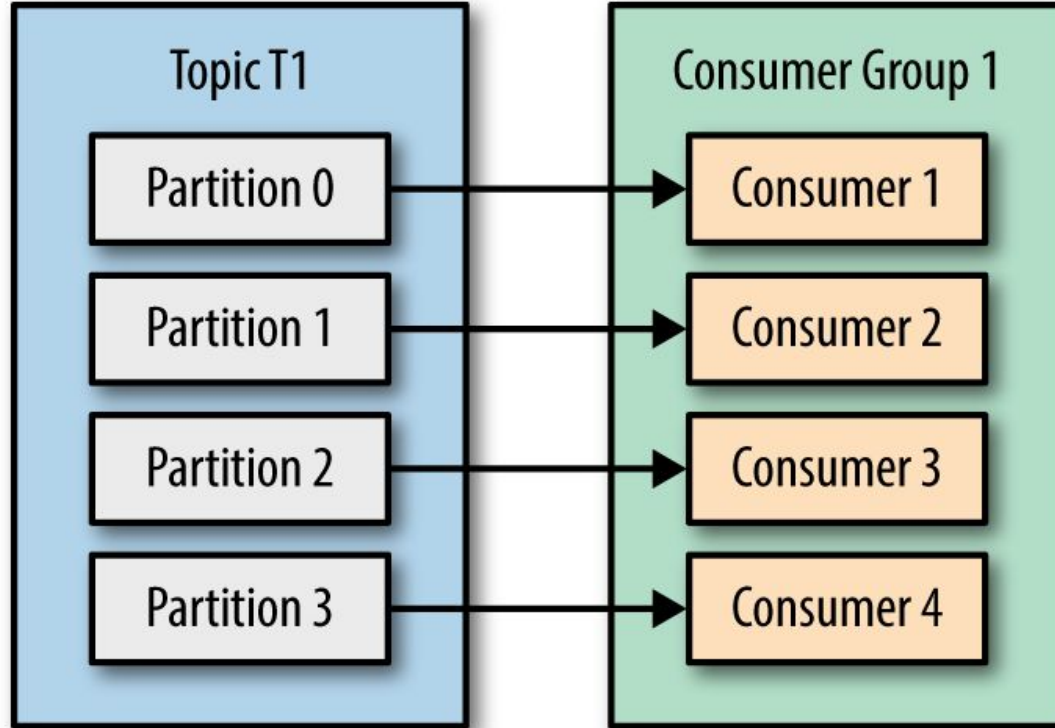 Topic T1
Partition 0
Partition 1
Partition 2
Partition 3
Consumer Group 1
Consumer 1
Consumer 2
Consumer 3
Consumer 4